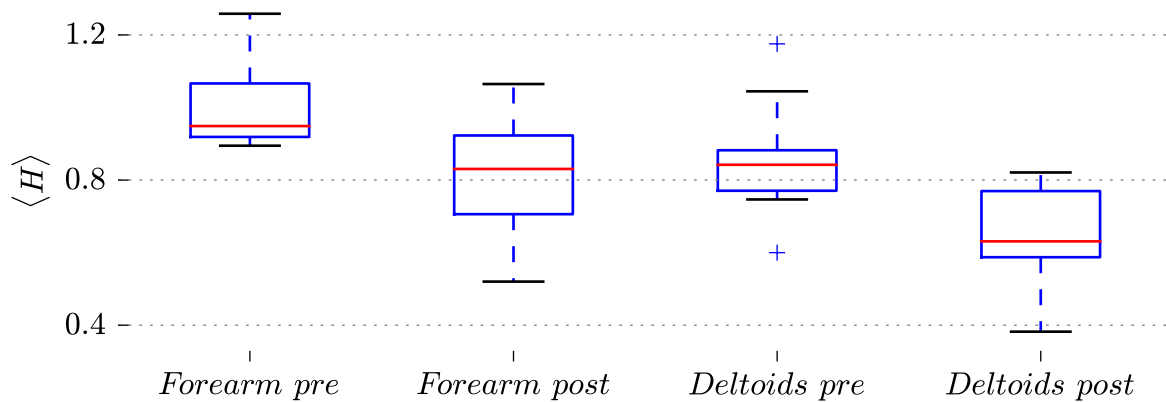 1.2
0.8
0.4
⟨H⟩
Forearm pre
Forearm post
Deltoids pre
Deltoids post